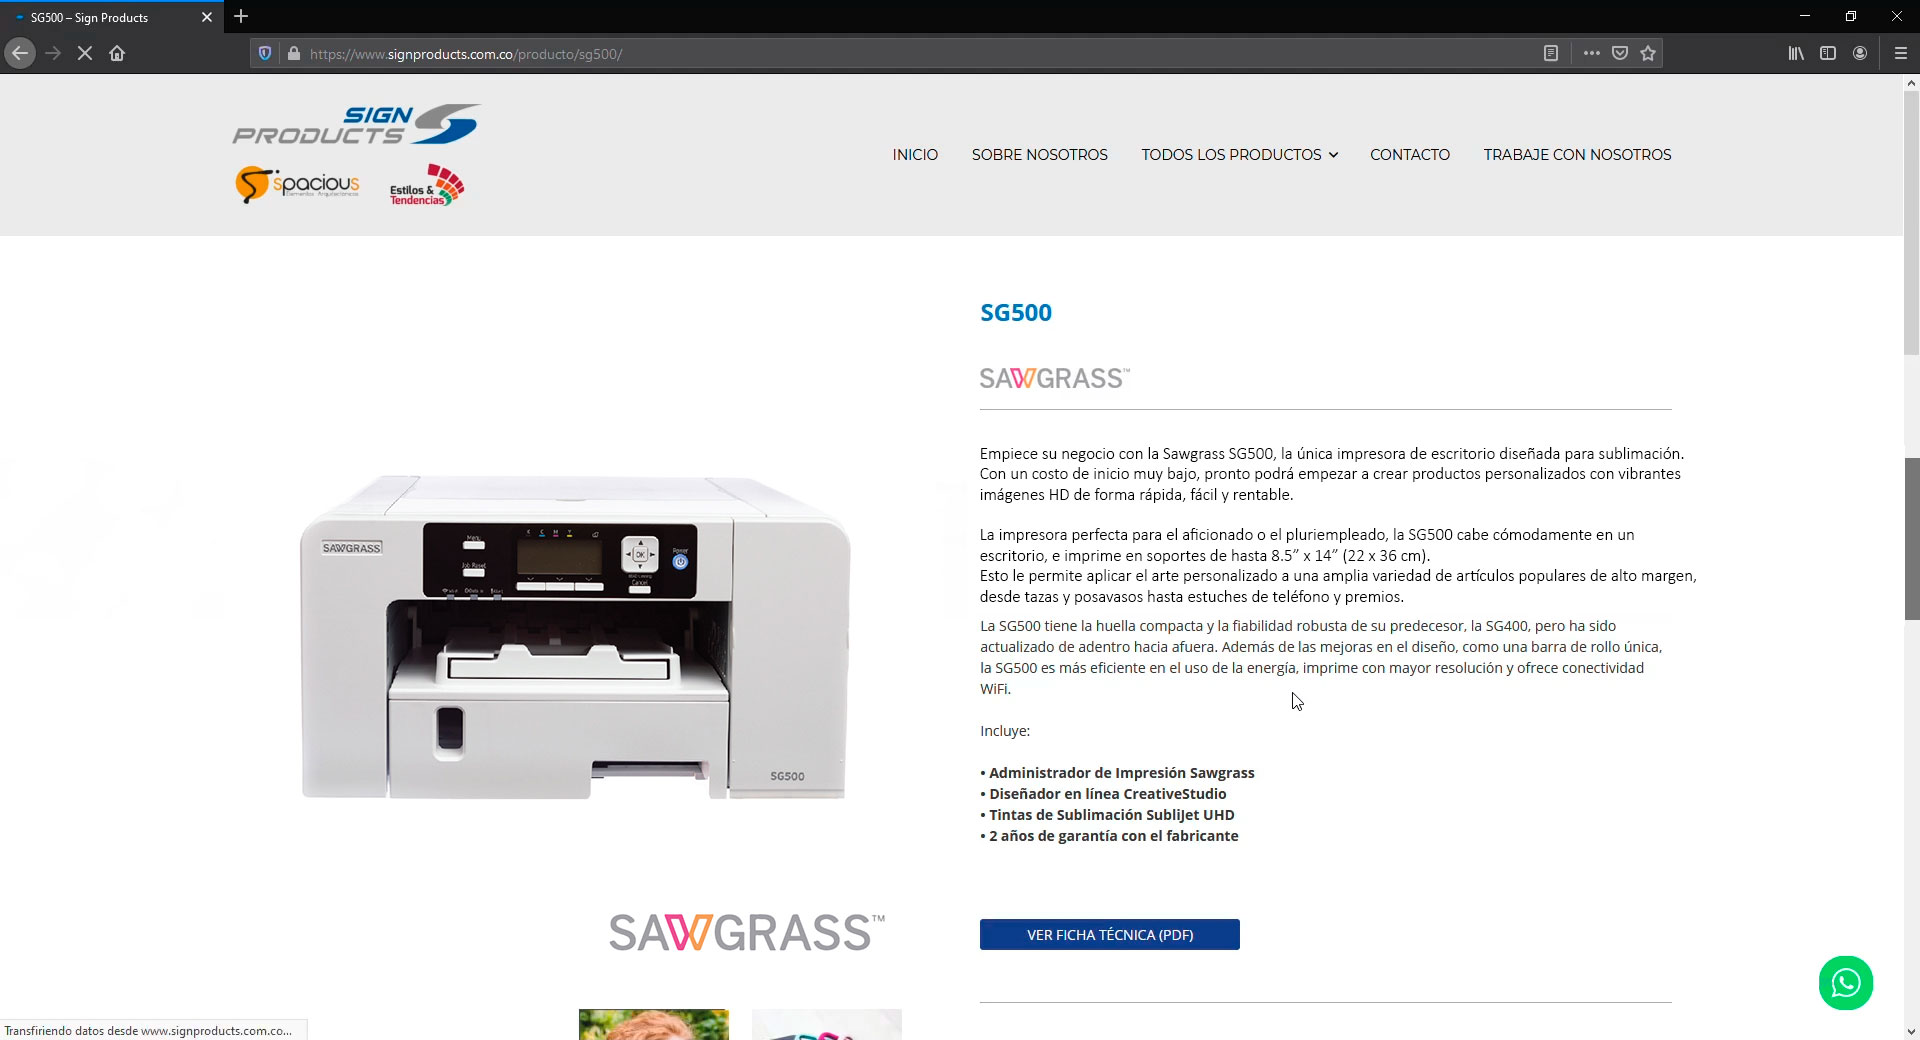 SG500 – Sign Products
https://www.signproducts.com.co/producto/sg500/
SIGN
PRODUCTS
spacious
Estilos &
Tendencias
INICIO
SOBRE NOSOTROS
TODOS LOS PRODUCTOS
CONTACTO
TRABAJE CON NOSOTROS
SG500
SAWGRASS™
Empiece su negocio con la Sawgrass SG500, la única impresora de escritorio diseñada para sublimación.
Con un costo de inicio muy bajo, pronto podrá empezar a crear productos personalizados con vibrantes
imágenes HD de forma rápida, fácil y rentable.
La impresora perfecta para el aficionado o el pluriempleado, la SG500 cabe cómodamente en un
escritorio, e imprime en soportes de hasta 8.5” x 14” (22 x 36 cm).
Esto le permite aplicar el arte personalizado a una amplia variedad de artículos populares de alto margen,
desde tazas y posavasos hasta estuches de teléfono y premios.
La SG500 tiene la huella compacta y la fiabilidad robusta de su predecesor, la SG400, pero ha sido
actualizado de adentro hacia afuera. Además de las mejoras en el diseño, como una barra de rollo única,
la SG500 es más eficiente en el uso de la energía, imprime con mayor resolución y ofrece conectividad
WiFi.
Incluye:
• Administrador de Impresión Sawgrass
• Diseñador en línea CreativeStudio
• Tintas de Sublimación SubliJet UHD
• 2 años de garantía con el fabricante
VER FICHA TÉCNICA (PDF)
SAWGRASS
Menu
Job Reset
K C M Y
OK
Power
Cancel
SG500
SAWGRASS™
Transfiriendo datos desde www.signproducts.com.co...